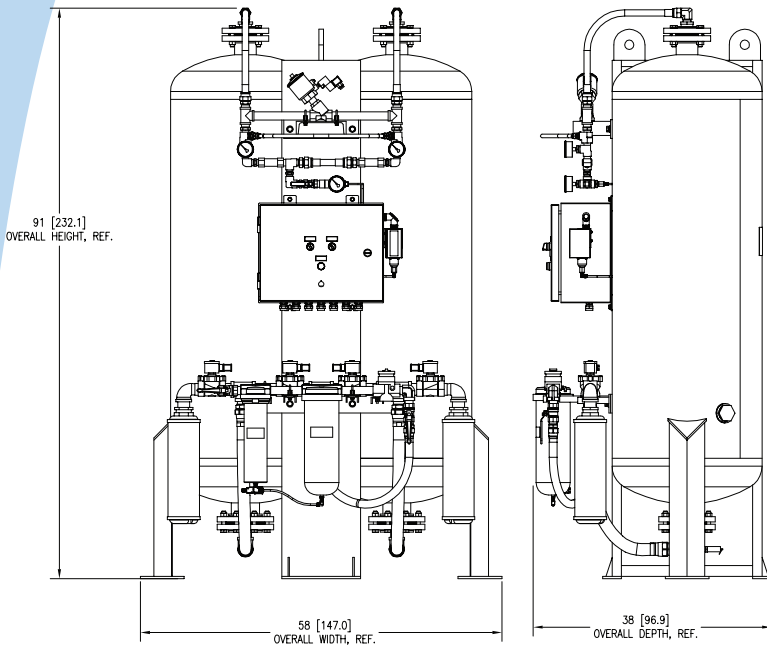 91 [232.1]
OVERALL HEIGHT, REF.
58 [147.0]
OVERALL WIDTH, REF.
38 [96.9]
OVERALL DEPTH, REF.